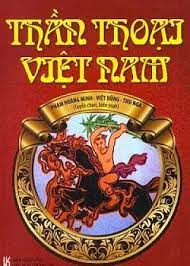 THẦN THOẠI
VIỆT NAM
PHẠM HOÀNG MINH - VIỆT DŨNG - THU NGA
(Tuyển chọn, biên soạn)